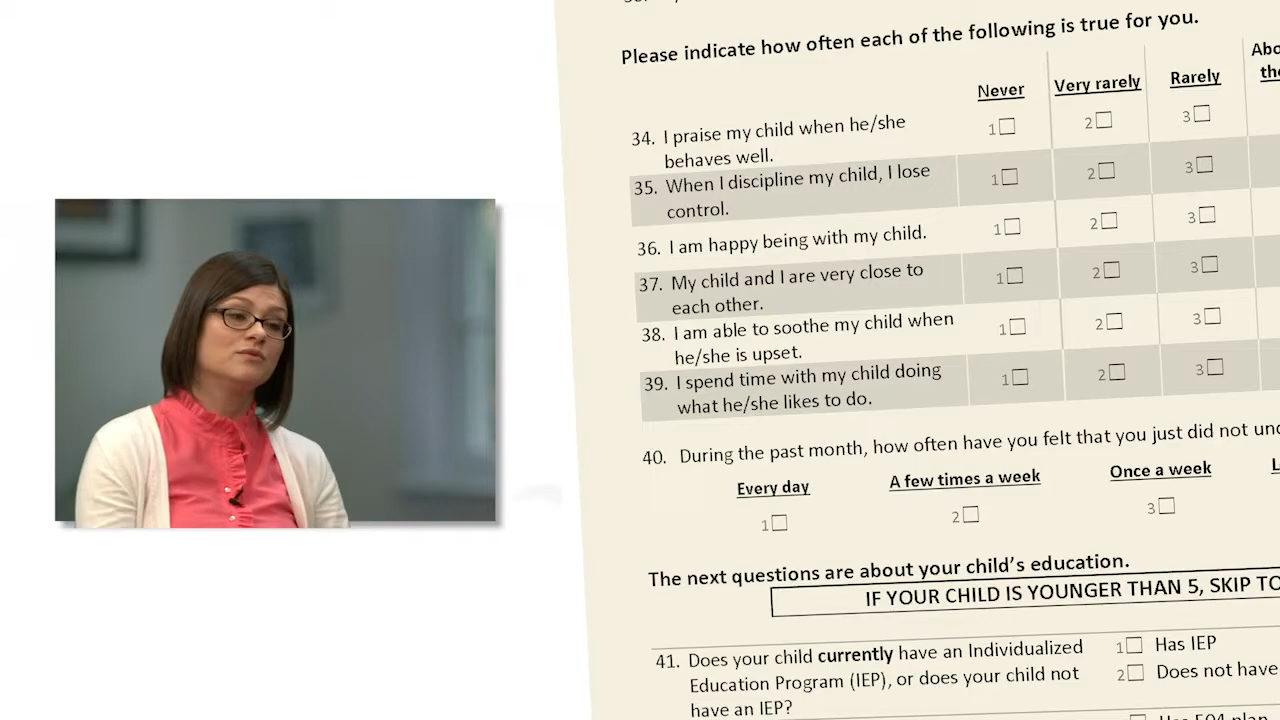 Please indicate how often each of the following is true for you.
Never Very rarely Rarely
34. I praise my child when he/she 1 2 3
behaves well.
35. When I discipline my child, I lose 1 2 3
control.
36. I am happy being with my child. 1 2 3
37. My child and I are very close to 1 2 3
each other.
38. I am able to soothe my child when 1 2 3
he/she is upset.
39. I spend time with my child doing 1 2 3
what he/she likes to do.
40. During the past month, how often have you felt that you just did not
Every day A few times a week Once a week
1 2 3
The next questions are about your child's education.
IF YOUR CHILD IS YOUNGER THAN 5, SKIP TO
41. Does your child currently have an Individualized 1 Has IEP
Education Program (IEP), or does your child not 2 Does not have
have an IEP?